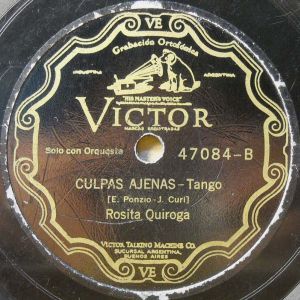 VE
Grabación Ortofónica
INDUSTRIA
ARGENTINA
"HIS MASTER'S VOICE"
VICTOR
MARCAS REGISTRADAS
Solo con Orquesta
47084-B
CULPAS AJENAS-Tango
[E. Ponzio-J. Curi]
Rosita Quiroga
VICTOR TALKING MACHINE CO.
SUCURSAL ARGENTINA,
BUENOS AIRES
VE